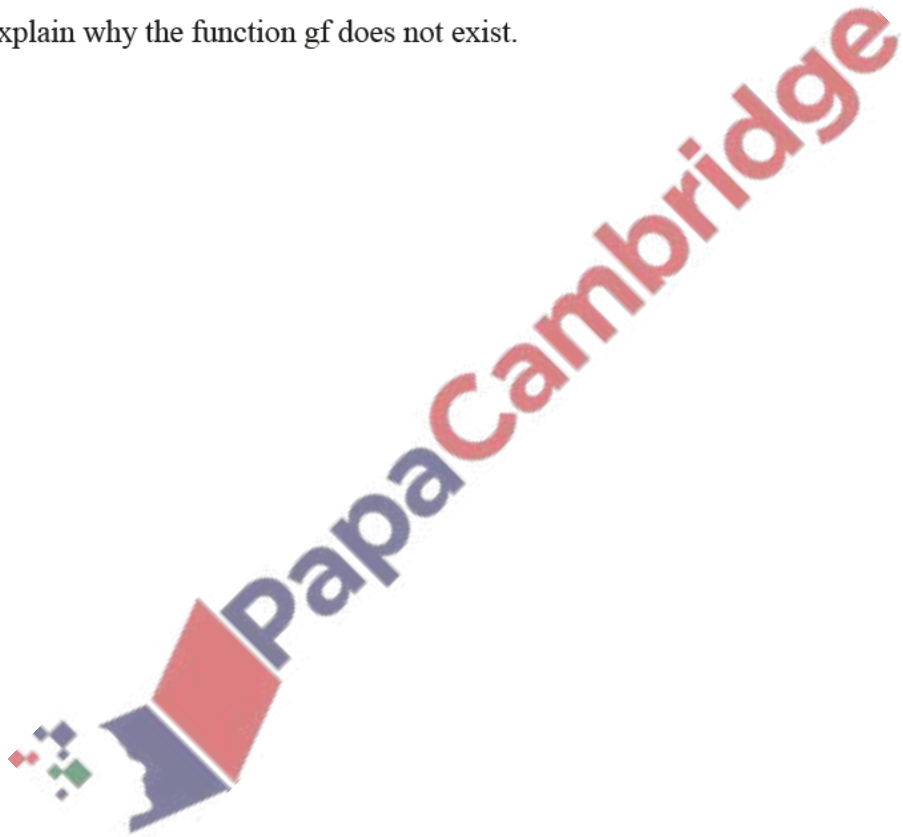 xplain why the function gf does not exist.
PapaCambridge